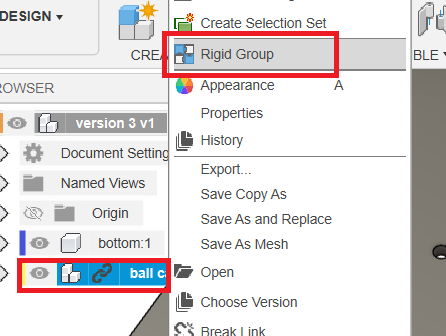 DESIGN
Create Selection Set
CREA
Rigid Group
BLE
ROWSER
Appearance A
version 3 v1
Properties
History
Document Setting
Named Views
Export...
Save Copy As
Origin
Save As and Replace
bottom:1
Save As Mesh
ball ca
Open
Choose Version
Break Link